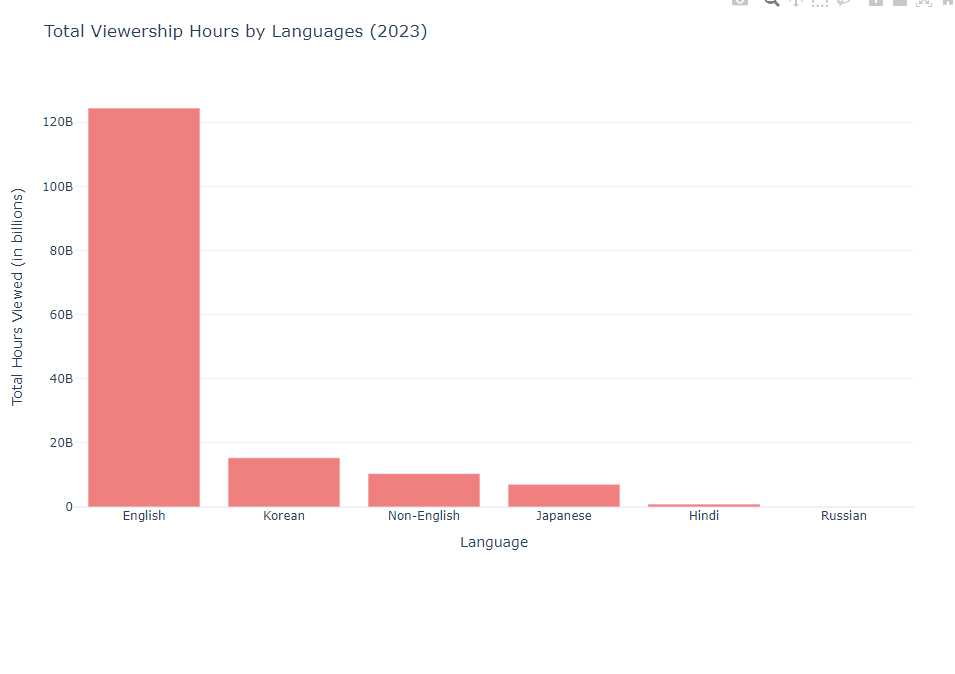 Total Viewership Hours by Languages (2023)
Total Hours Viewed (in billions)
120B
100B
80B
60B
40B
20B
0
English Korean Non-English Japanese Hindi Russian
Language